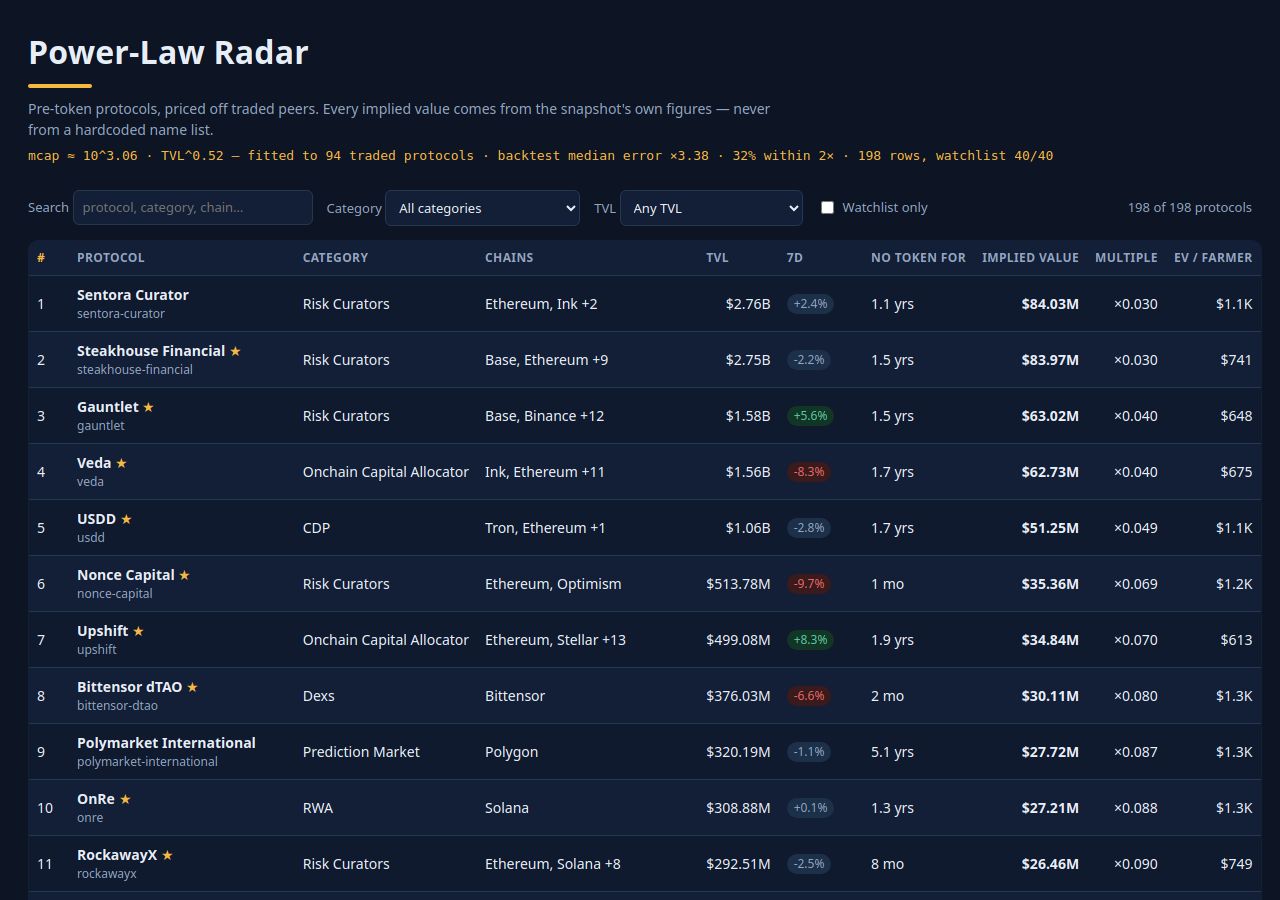 Power-Law Radar
Pre-token protocols, priced off traded peers. Every implied value comes from the snapshot's own figures — never
from a hardcoded name list.
mcap ≈ 10^3.06 · TVL^0.52 — fitted to 94 traded protocols · backtest median error ×3.38 · 32% within 2× · 198 rows, watchlist 40/40
Search protocol, category, chain... Category All categories TVL Any TVL Watchlist only 198 of 198 protocols
# PROTOCOL CATEGORY CHAINS TVL 7D NO TOKEN FOR IMPLIED VALUE MULTIPLE EV / FARMER
1 Sentora Curator Risk Curators Ethereum, Ink +2 $2.76B +2.4% 1.1 yrs $84.03M ×0.030 $1.1K
sentora-curator
2 Steakhouse Financial ★ Risk Curators Base, Ethereum +9 $2.75B -2.2% 1.5 yrs $83.97M ×0.030 $741
steakhouse-financial
3 Gauntlet ★ Risk Curators Base, Binance +12 $1.58B +5.6% 1.5 yrs $63.02M ×0.040 $648
gauntlet
4 Veda ★ Onchain Capital Allocator Ink, Ethereum +11 $1.56B -8.3% 1.7 yrs $62.73M ×0.040 $675
veda
5 USDD ★ CDP Tron, Ethereum +1 $1.06B -2.8% 1.7 yrs $51.25M ×0.049 $1.1K
usdd
6 Nonce Capital ★ Risk Curators Ethereum, Optimism $513.78M -9.7% 1 mo $35.36M ×0.069 $1.2K
nonce-capital
7 Upshift ★ Onchain Capital Allocator Ethereum, Stellar +13 $499.08M +8.3% 1.9 yrs $34.84M ×0.070 $613
upshift
8 Bittensor dTAO ★ Dexs Bittensor $376.03M -6.6% 2 mo $30.11M ×0.080 $1.3K
bittensor-dtao
9 Polymarket International Prediction Market Polygon $320.19M -1.1% 5.1 yrs $27.72M ×0.087 $1.3K
polymarket-international
10 OnRe ★ RWA Solana $308.88M +0.1% 1.3 yrs $27.21M ×0.088 $1.3K
onre
11 RockawayX ★ Risk Curators Ethereum, Solana +8 $292.51M -2.5% 8 mo $26.46M ×0.090 $749
rockawayx